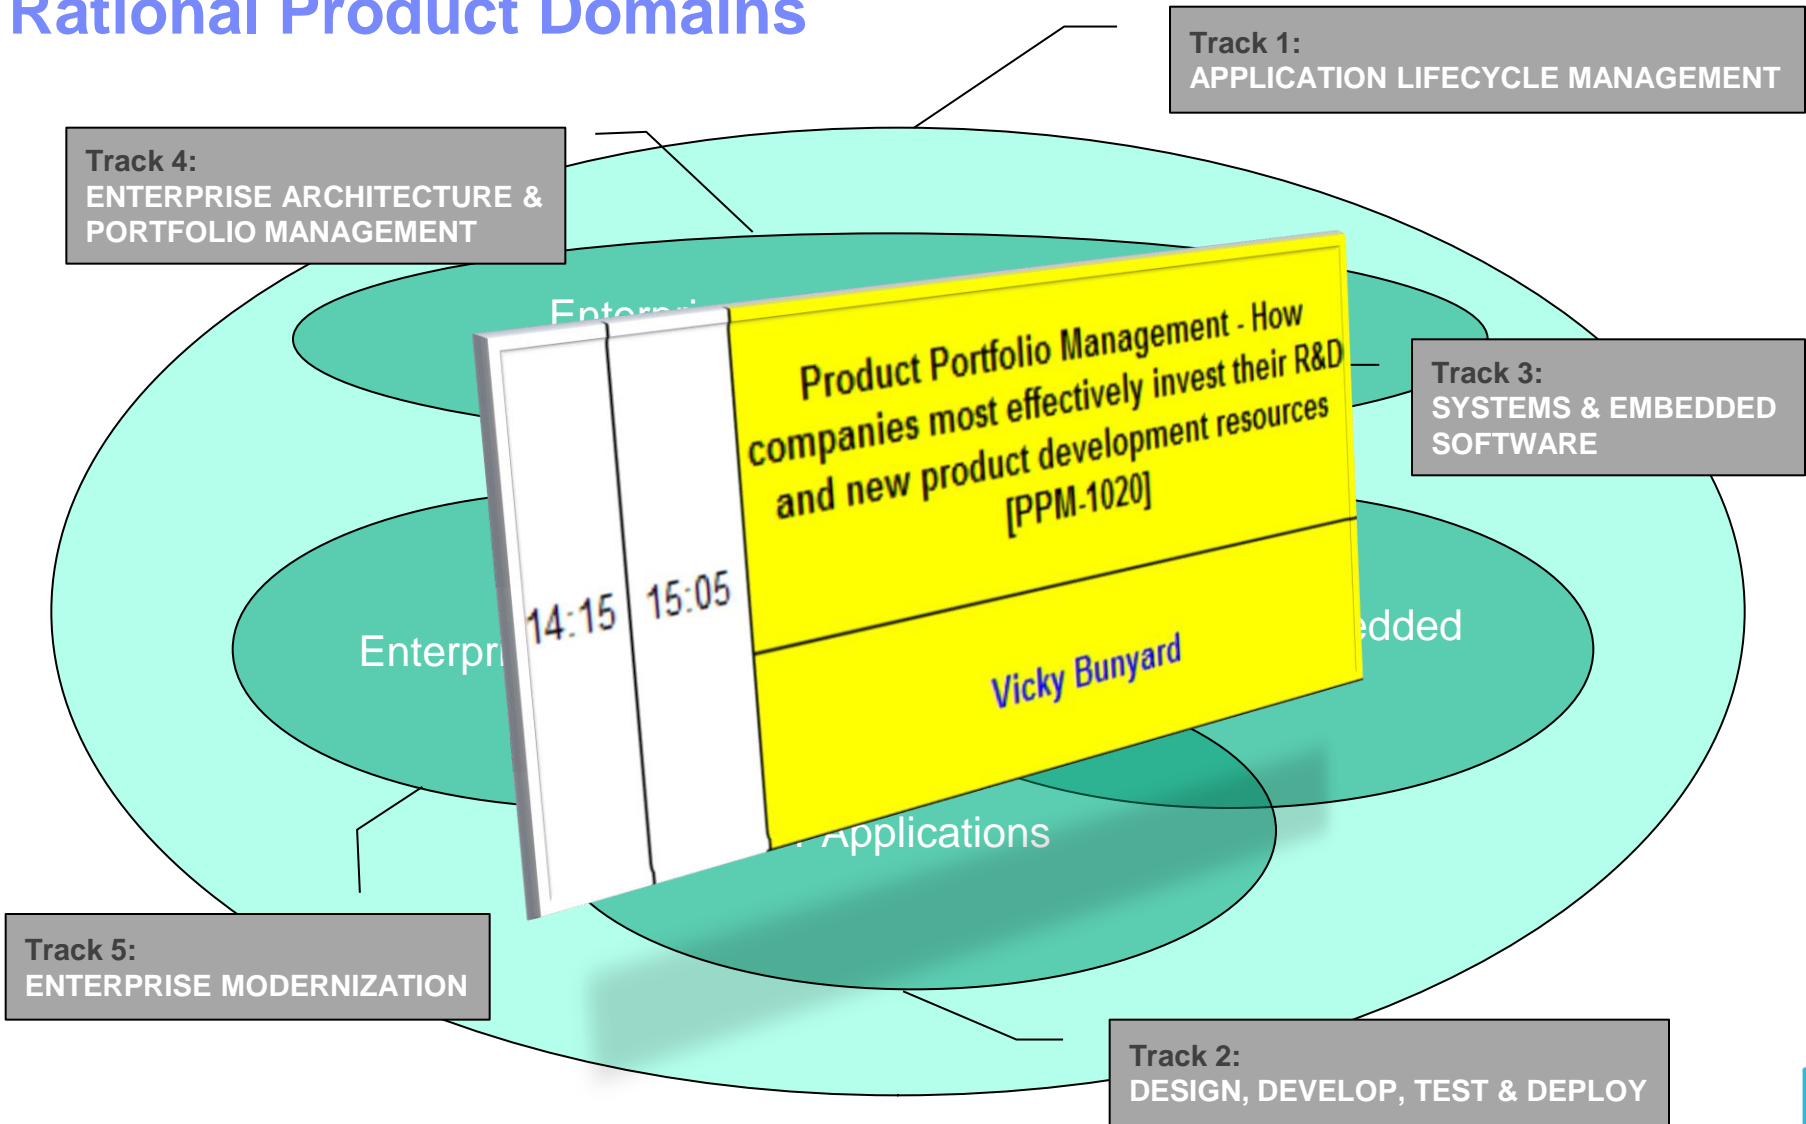 Rational Product Domains
Track 1:
APPLICATION LIFECYCLE MANAGEMENT
Track 4:
ENTERPRISE ARCHITECTURE &
PORTFOLIO MANAGEMENT
Product Portfolio Management - How
companies most effectively invest their R&D
and new product development resources
[PPM-1020]
Track 3:
SYSTEMS & EMBEDDED
SOFTWARE
14:15
15:05
Vicky Bunyard
Applications
Track 5:
ENTERPRISE MODERNIZATION
Track 2:
DESIGN, DEVELOP, TEST & DEPLOY